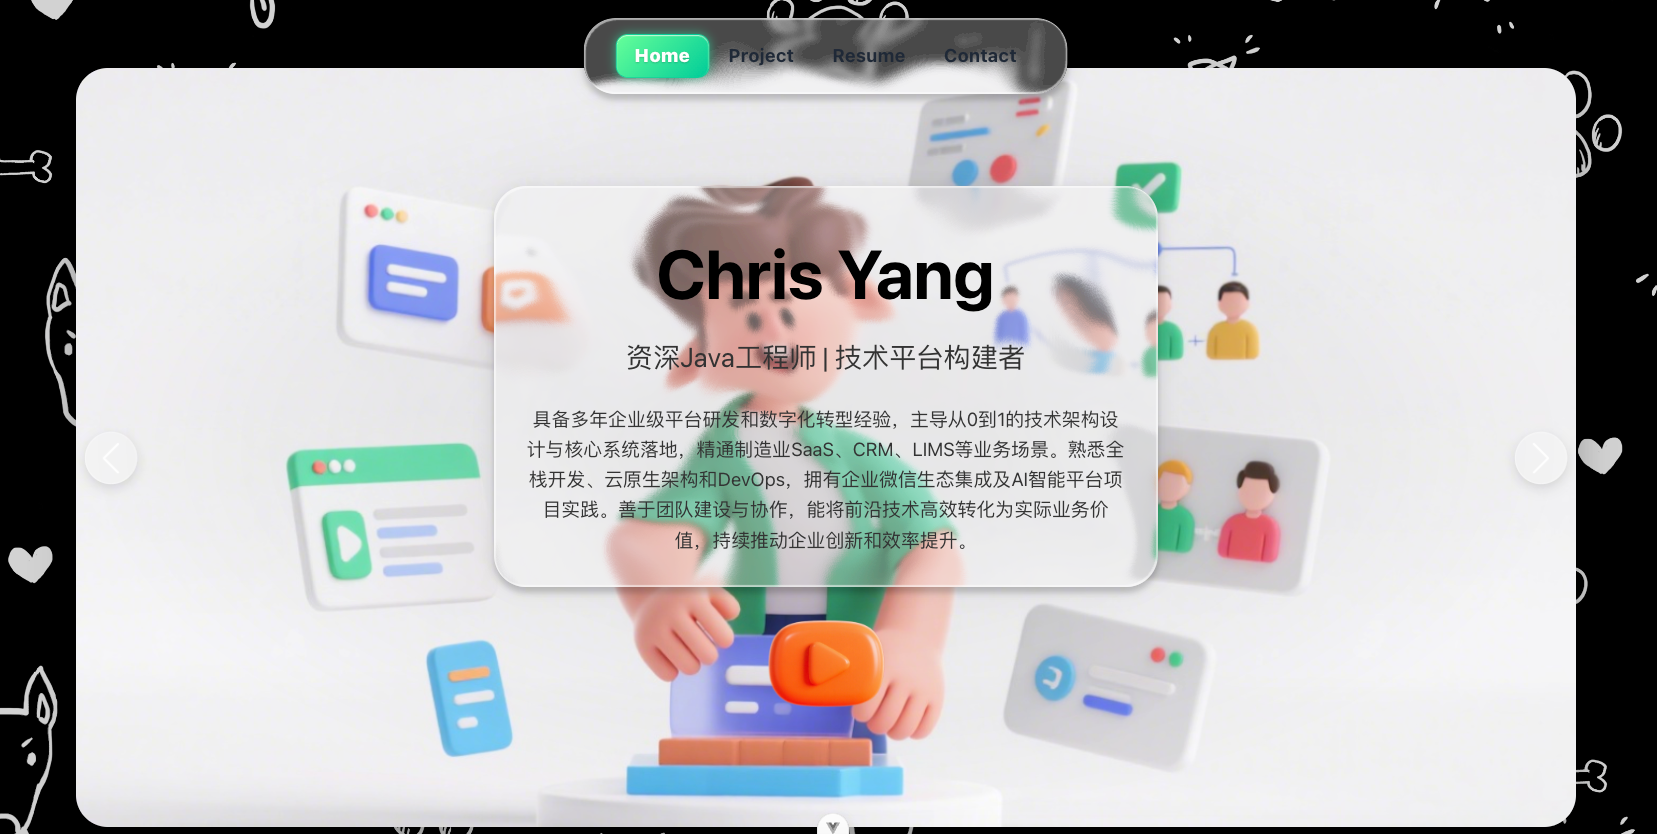 Home Project Resume Contact
Chris Yang
资深Java工程师 | 技术平台构建者
具备多年企业级平台研发和数字化转型经验，主导从0到1的技术架构设
计与核心系统落地，精通制造业SaaS、CRM、LIMS等业务场景。熟悉全
栈开发、云原生架构和DevOps，拥有企业微信生态集成及AI智能平台项
目实践。善于团队建设与协作，能将前沿技术高效转化为实际业务价
值，持续推动企业创新和效率提升。